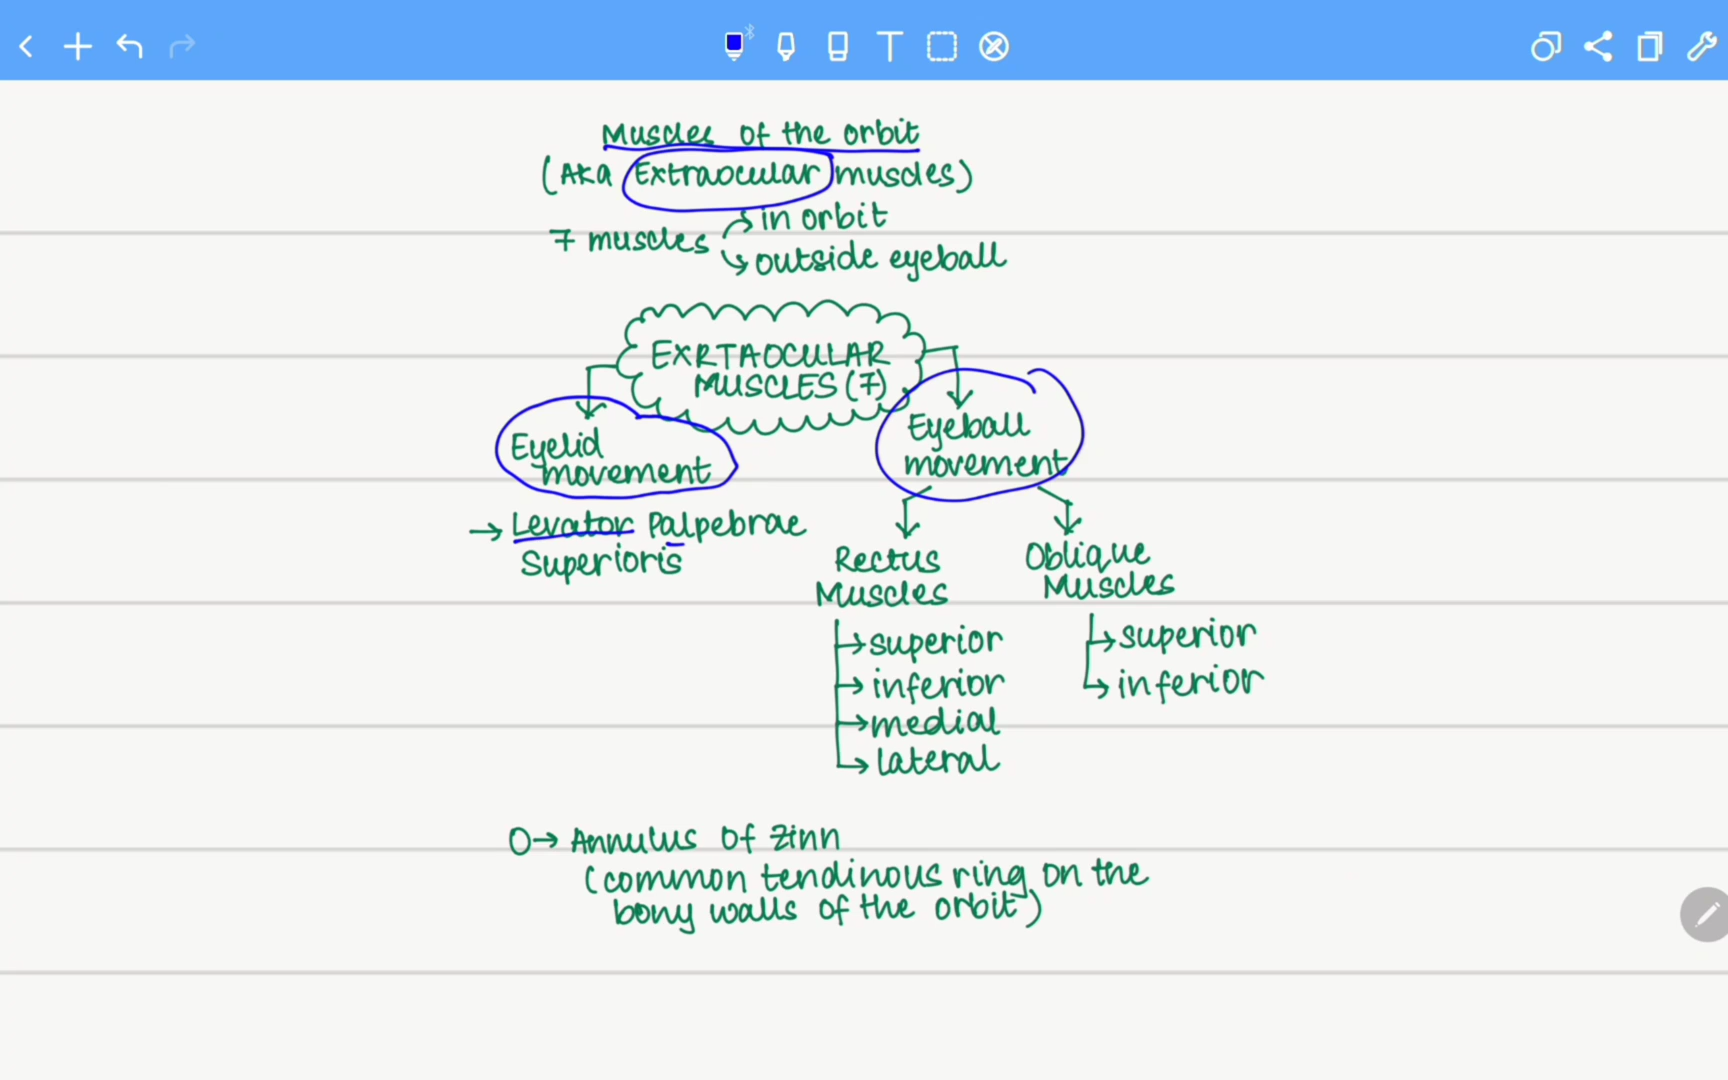 Muscles of the orbit
(AKA Extraocular muscles)
7 muscles → in orbit
↳ outside eyeball
EXRTAOCULAR
MUSCLES (7)
Eyelid
movement
Eyeball
movement
→ Levator Palpebrae
Superioris
Rectus
Muscles
→ superior
→ inferior
→ medial
→ lateral
Oblique
Muscles
→ superior
→ inferior
O → Annulus of Zinn
(common tendinous ring on the
bony walls of the orbit)